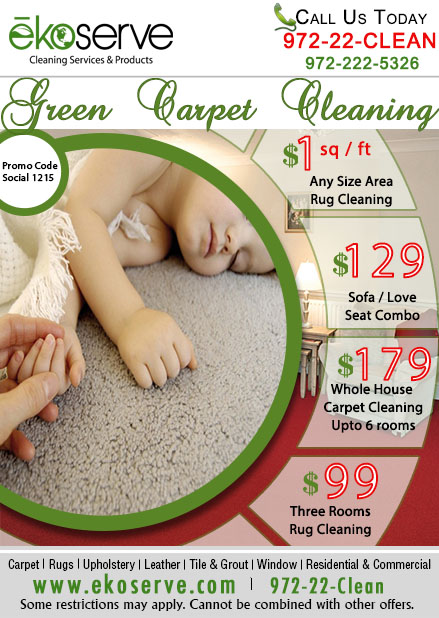 ēkoserve
Cleaning Services & Products
CALL US TODAY
972-22-CLEAN
972-222-5326
Green Carpet Cleaning
Promo Code
Social 1215
$1 sq / ft
Any Size Area
Rug Cleaning
$129
Sofa / Love
Seat Combo
$179
Whole House
Carpet Cleaning
Upto 6 rooms
$99
Three Rooms
Rug Cleaning
Carpet | Rugs | Upholstery | Leather | Tile & Grout | Window | Residential & Commercial
www.ekoserve.com | 972-22-Clean
Some restrictions may apply. Cannot be combined with other offers.